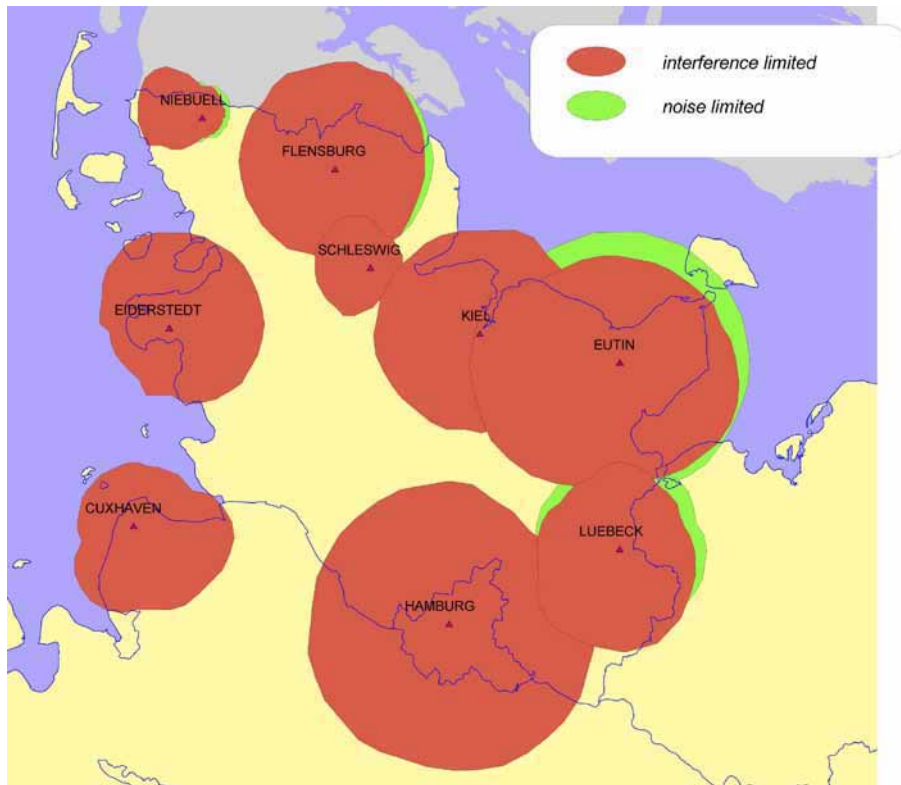 interference limited
noise limited
NIEBUELL
FLENSBURG
SCHLESWIG
EIDERSTEDT
KIEL
EUTIN
CUXHAVEN
LUEBECK
HAMBURG